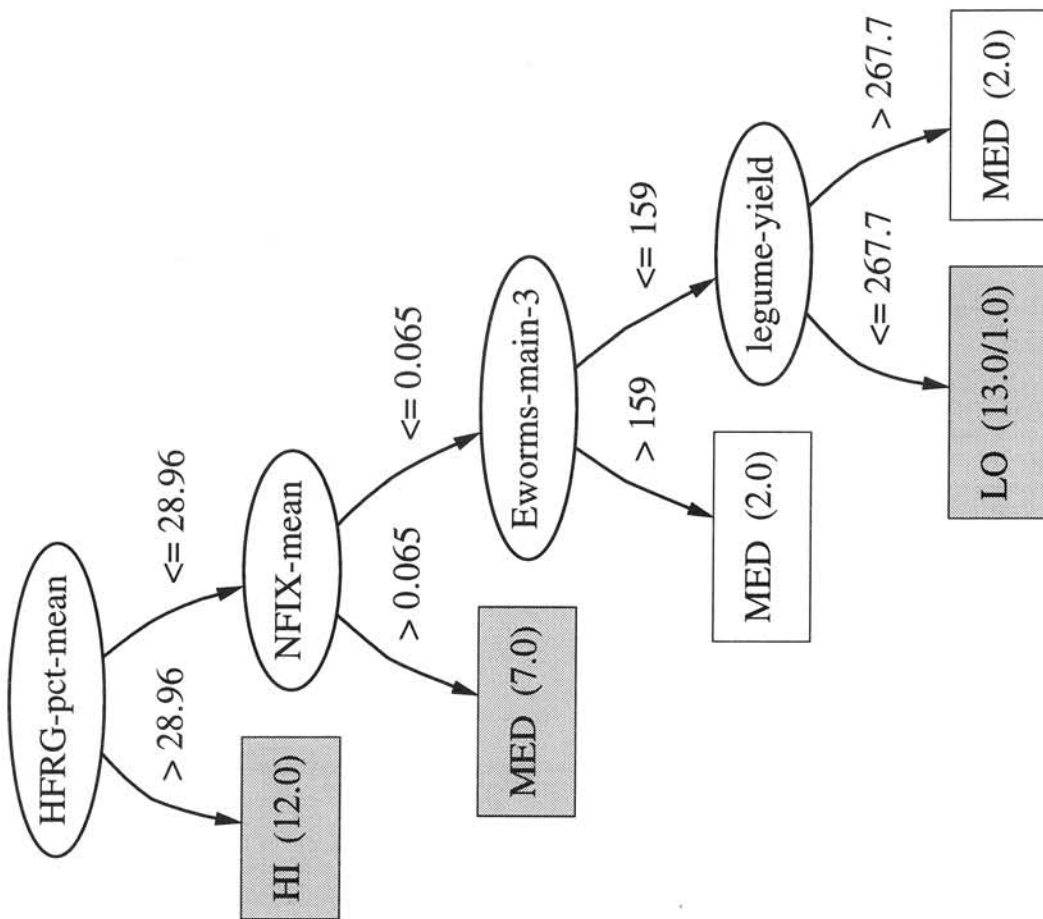 HFRG-pct-mean
> 28.96
<= 28.96
HI (12.0)
NFIX-mean
> 0.065
<= 0.065
MED (7.0)
Eworms-main-3
> 159
<= 159
MED (2.0)
legume-yield
<= 267.7
> 267.7
LO (13.0/1.0)
MED (2.0)